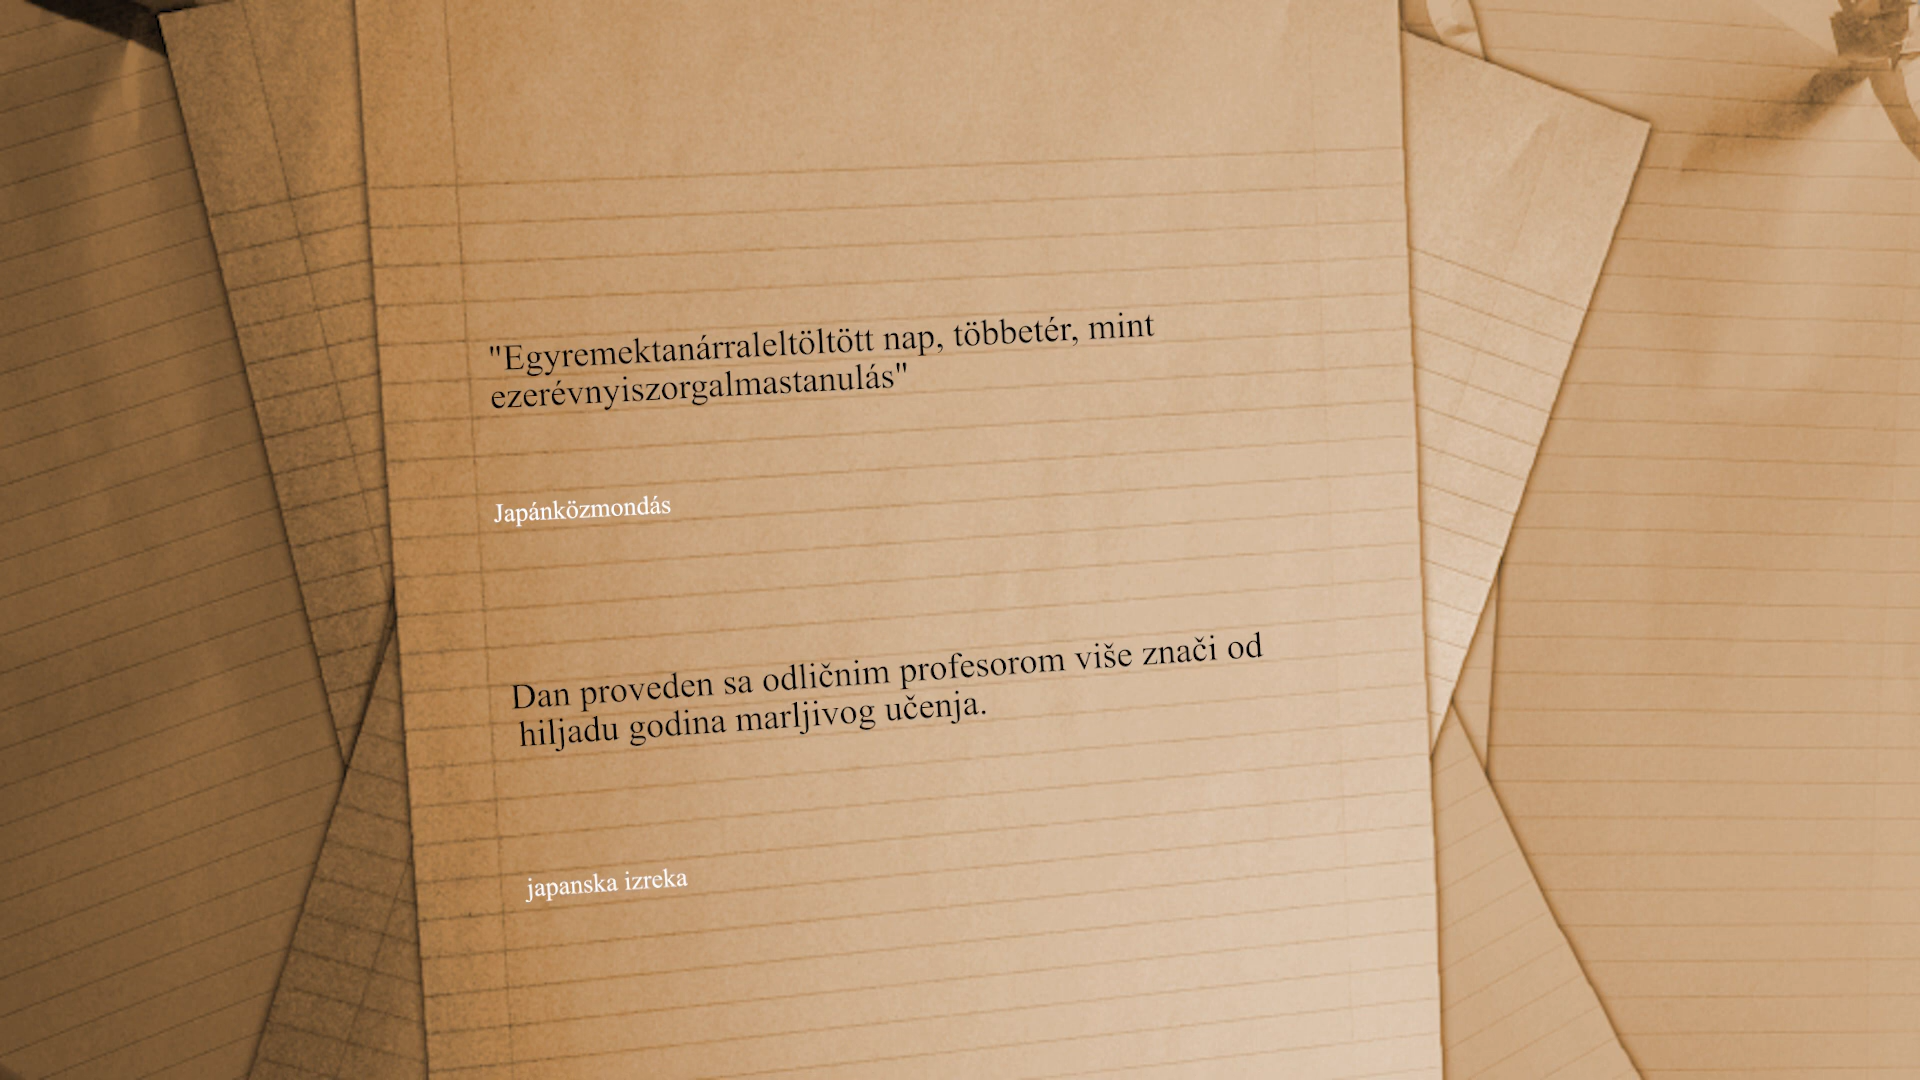 "Egyremektanárraleltöltött nap, többetér, mint
ezerévnyiszorgalmastanulás"
Japánközmondás
Dan proveden sa odličnim profesorom više znači od
hiljadu godina marljivog učenja.
japanska izreka